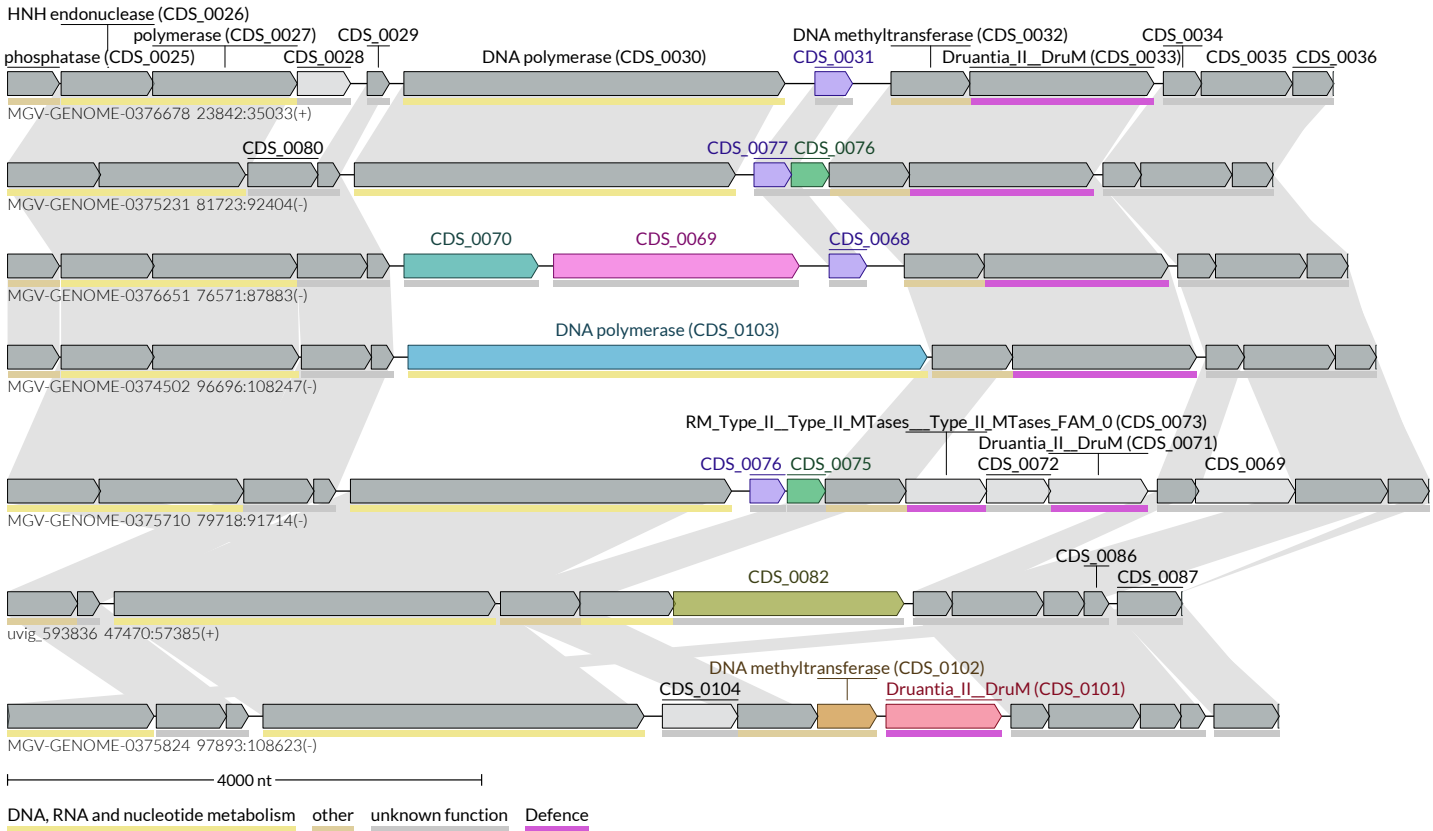 HNH endonuclease (CDS_0026)
polymerase (CDS_0027) CDS_0029 DNA methyltransferase (CDS_0032) CDS_0034
phosphatase (CDS_0025) CDS_0028 DNA polymerase (CDS_0030) CDS_0031 Druantia_II__DruM (CDS_0033) CDS_0035 CDS_0036
MGV-GENOME-0376678 23842:35033(+)
CDS_0080 CDS_0077 CDS_0076
MGV-GENOME-0375231 81723:92404(-)
CDS_0070 CDS_0069 CDS_0068
MGV-GENOME-0376651 76571:87883(-)
DNA polymerase (CDS_0103)
MGV-GENOME-0374502 96696:108247(-)
RM_Type_II__Type_II_MTases___Type_II_MTases_FAM_0 (CDS_0073)
Druantia_II__DruM (CDS_0071)
CDS_0076 CDS_0075 CDS_0072 CDS_0069
MGV-GENOME-0375710 79718:91714(-)
CDS_0086
CDS_0082 CDS_0087
uvig_593836 47470:57385(+)
DNA methyltransferase (CDS_0102)
CDS_0104 Druantia_II__DruM (CDS_0101)
MGV-GENOME-0375824 97893:108623(-)
4000 nt
DNA, RNA and nucleotide metabolism other unknown function Defence